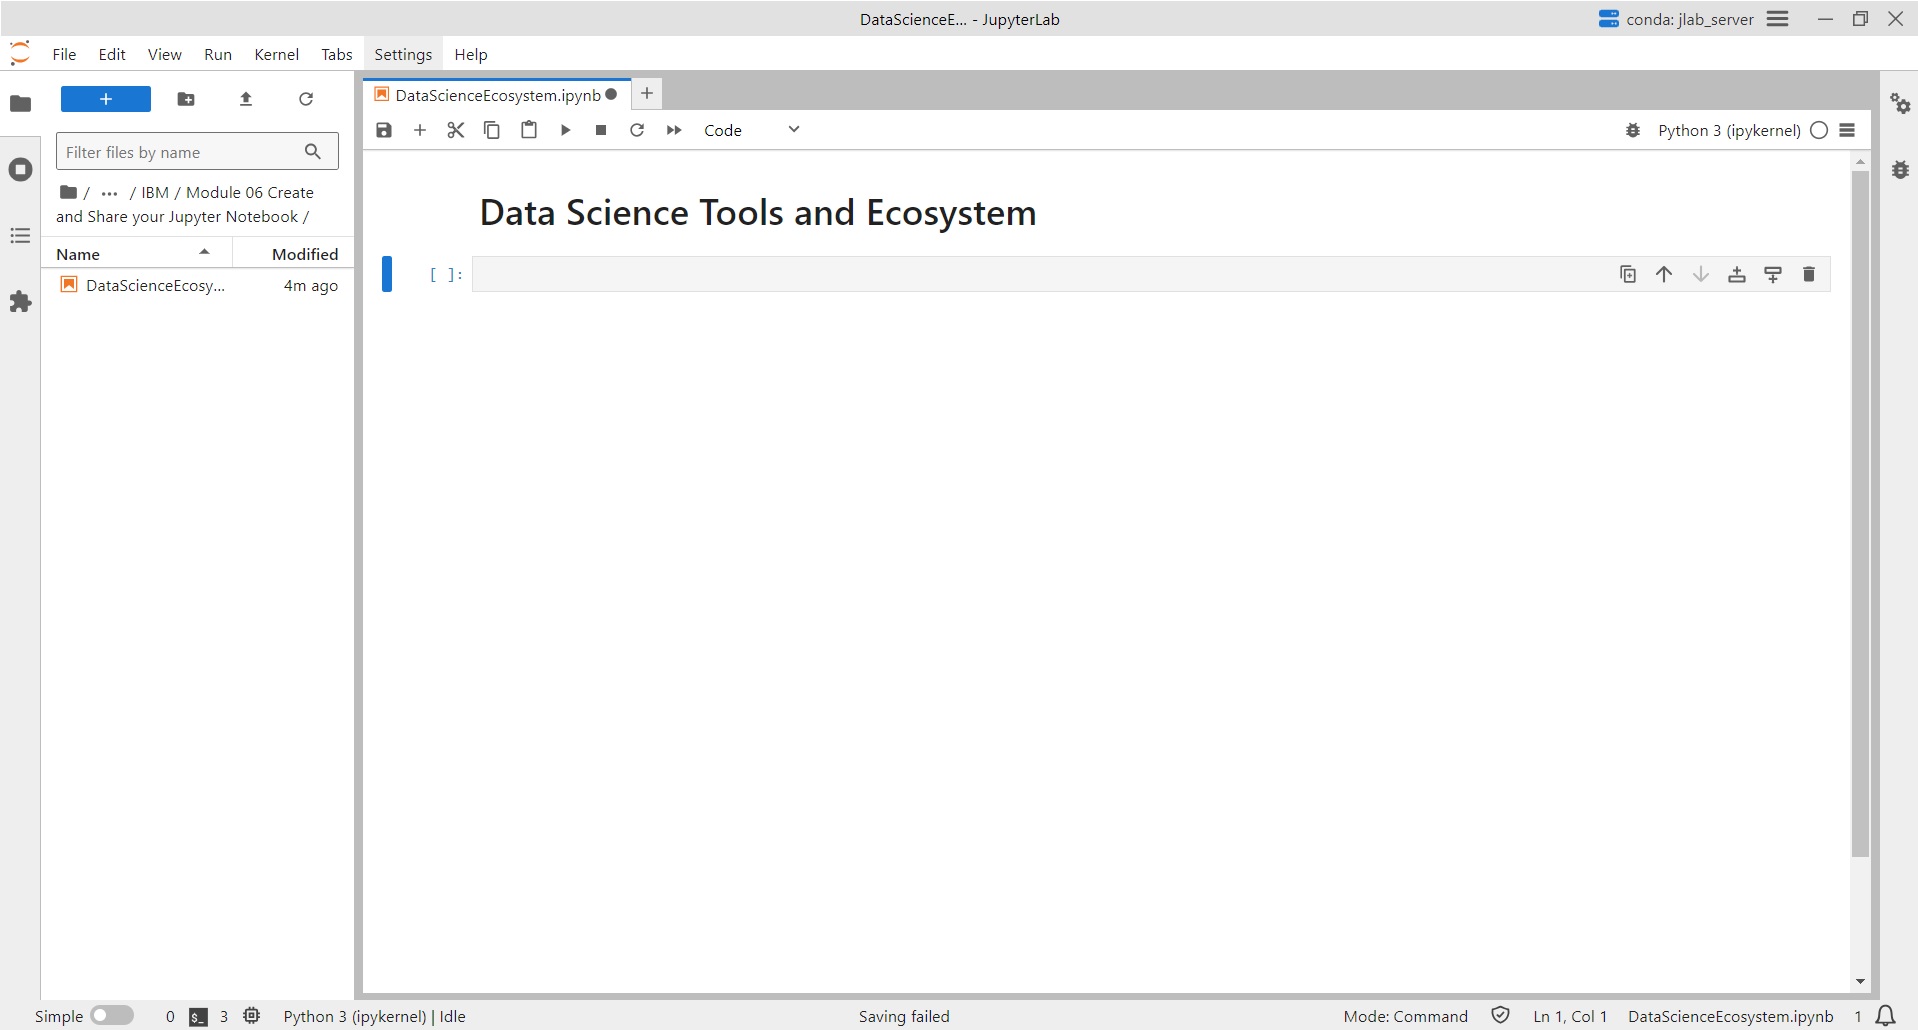 DataScienceE... - JupyterLab
conda: jlab_server
File Edit View Run Kernel Tabs Settings Help
DataScienceEcosystem.ipynb
Code
Python 3 (ipykernel)
Filter files by name
/ ... / IBM / Module 06 Create
and Share your Jupyter Notebook /
Name Modified
DataScienceEcosy... 4m ago
Data Science Tools and Ecosystem
[ ]:
Simple 0 $_ 3 Python 3 (ipykernel) | Idle Saving failed Mode: Command Ln 1, Col 1 DataScienceEcosystem.ipynb 1